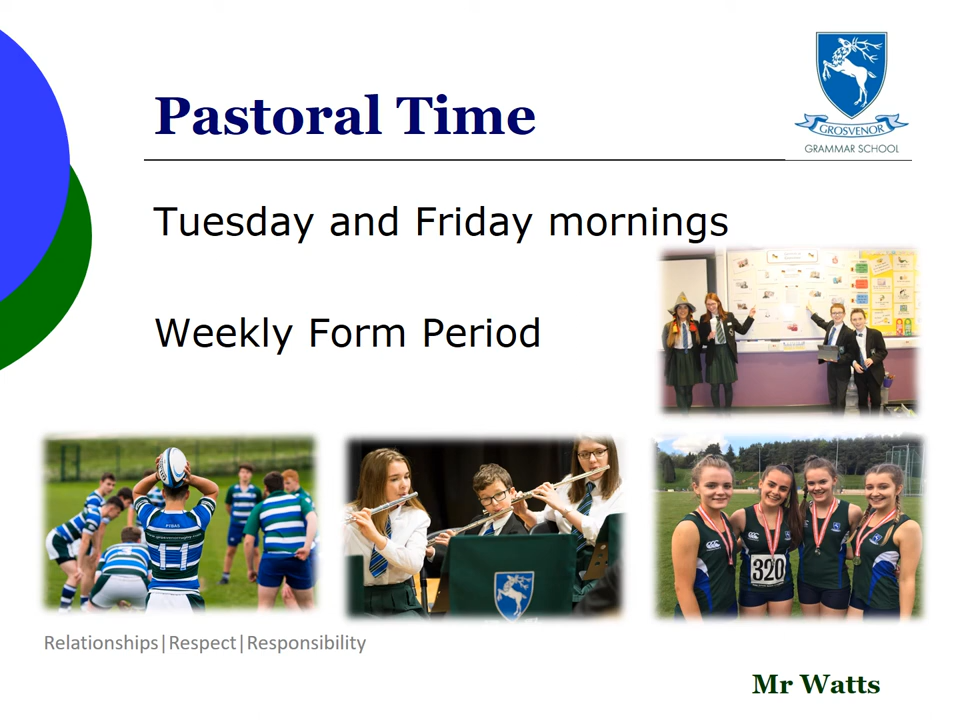 Pastoral Time
GROSVENOR
GRAMMAR SCHOOL
Tuesday and Friday mornings
Weekly Form Period
11
320
Relationships|Respect|Responsibility
Mr Watts